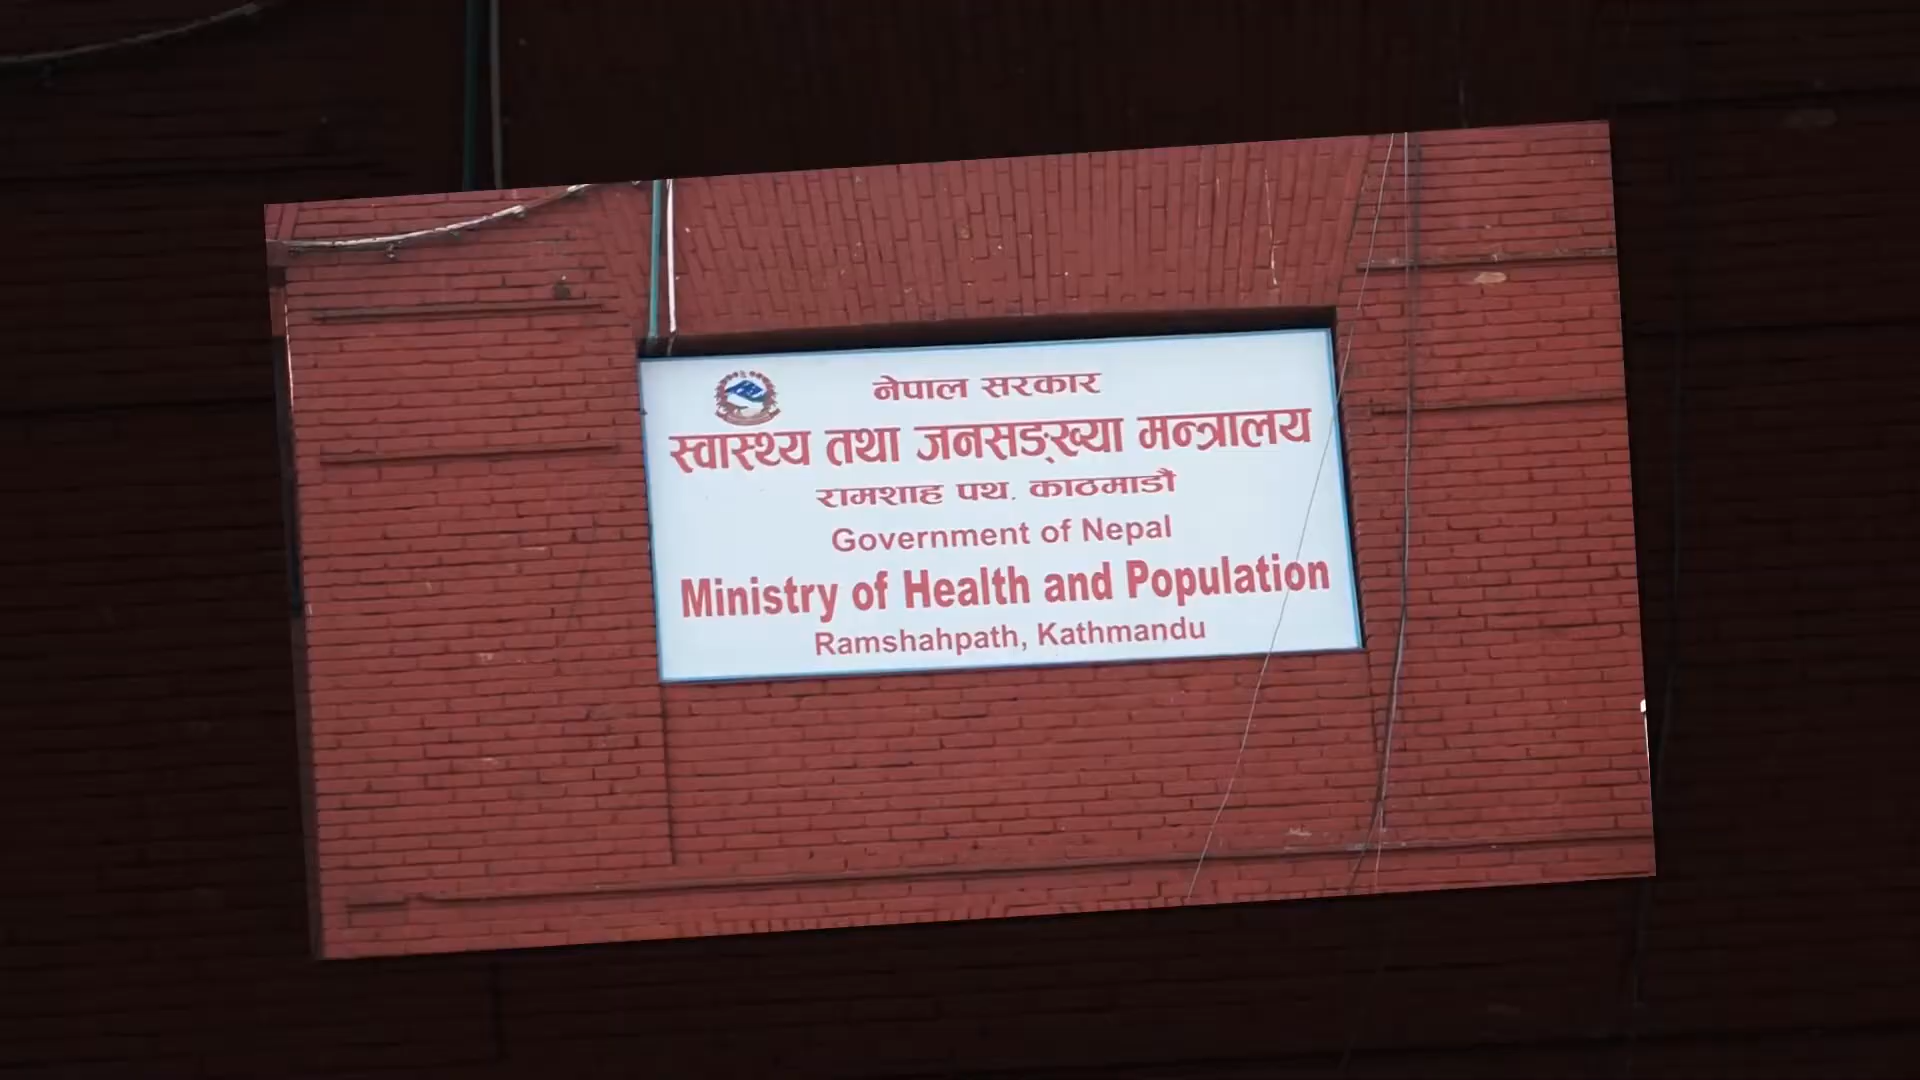 नेपाल सरकार
स्वास्थ्य तथा जनसङ्ख्या मन्त्रालय
रामशाह पथ, काठमाडौं
Government of Nepal
Ministry of Health and Population
Ramshahpath, Kathmandu